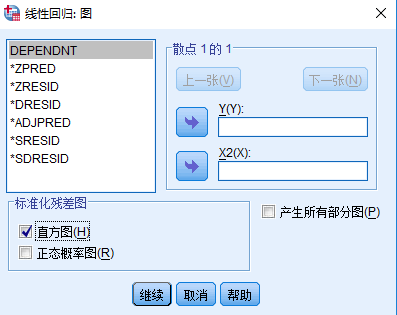 线性回归: 图
DEPENDNT
*ZPRED
*ZRESID
*DRESID
*ADJPRED
*SRESID
*SDRESID
散点 1 的 1
上一张(V)
下一张(N)
Y(Y):
X2(X):
标准化残差图
直方图(H)
正态概率图(R)
产生所有部分图(P)
继续
取消
帮助